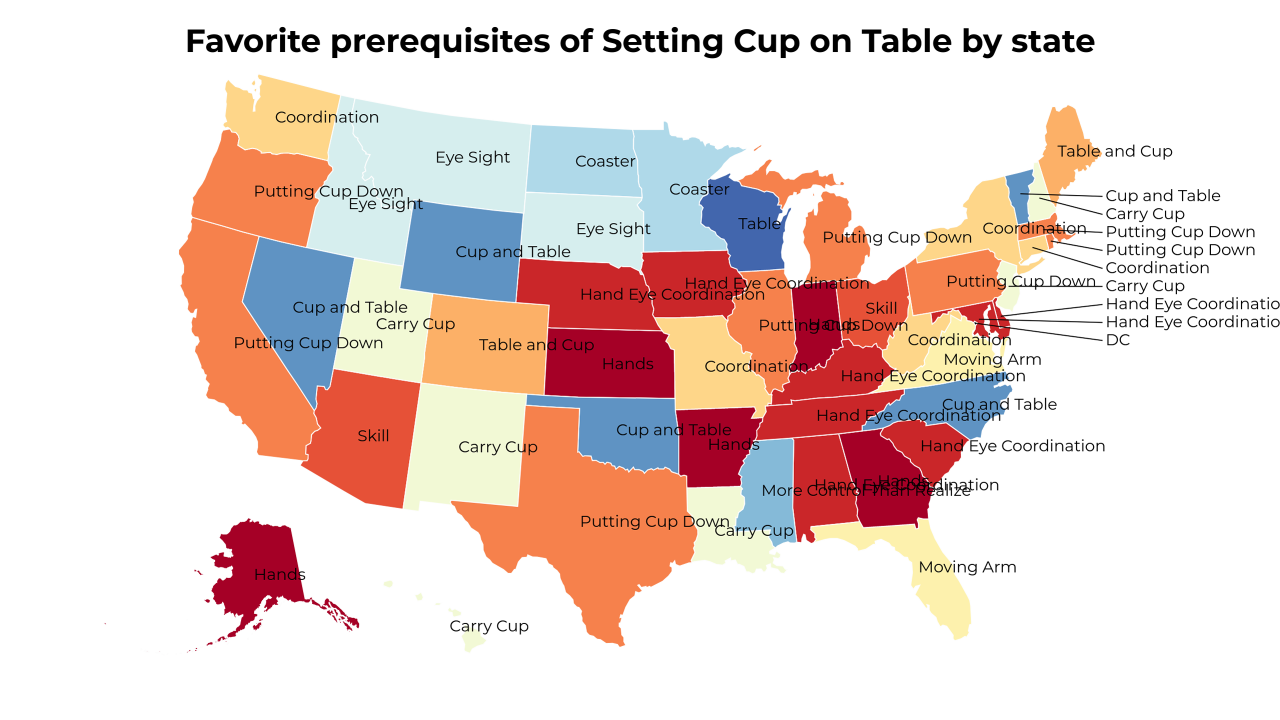 Favorite prerequisites of Setting Cup on Table by state
Coordination
Table and Cup
Eye Sight
Coaster
Coaster
Putting Cup Down
Cup and Table
Eye Sight
Carry Cup
Table
Eye Sight
Coordination
Putting Cup Down
Putting Cup Down
Cup and Table
Putting Cup Down
Coordination
Putting Cup Down
Hand Eye Coordination
Carry Cup
Hand Eye Coordination
Hand Eye Coordinatio
Cup and Table
Skill
Carry Cup
Putting Cup Down
Hands
Hand Eye Coordinatio
Putting Cup Down
Table and Cup
Coordination
DC
Moving Arm
Hands
Coordination
Hand Eye Coordination
Cup and Table
Hand Eye Coordination
Cup and Table
Skill
Hands
Carry Cup
Hand Eye Coordination
Hands
Hand Eye Coordination
More Control Than Realize
Putting Cup Down
Carry Cup
Moving Arm
Hands
Carry Cup